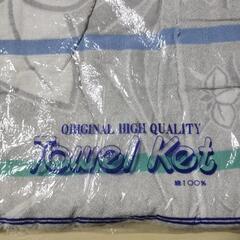 ORIGINAL HIGH QUALITY
Towel Ket
綿100%